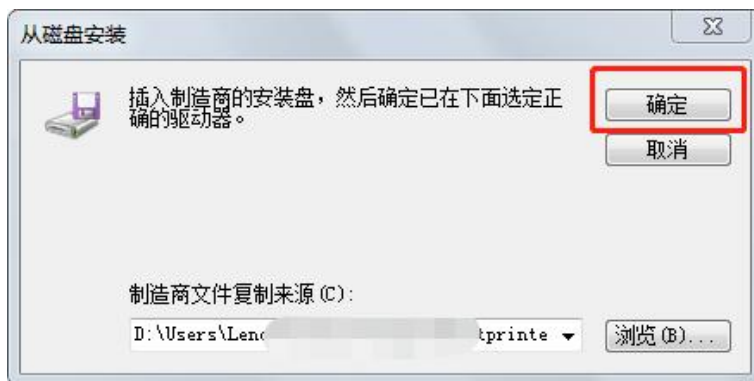 从磁盘安装
插入制造商的安装盘，然后确定已在下面选定正
确的驱动器。
确定
取消
制造商文件复制来源(C):
D:\Users\Len
tprinte
浏览(B)...